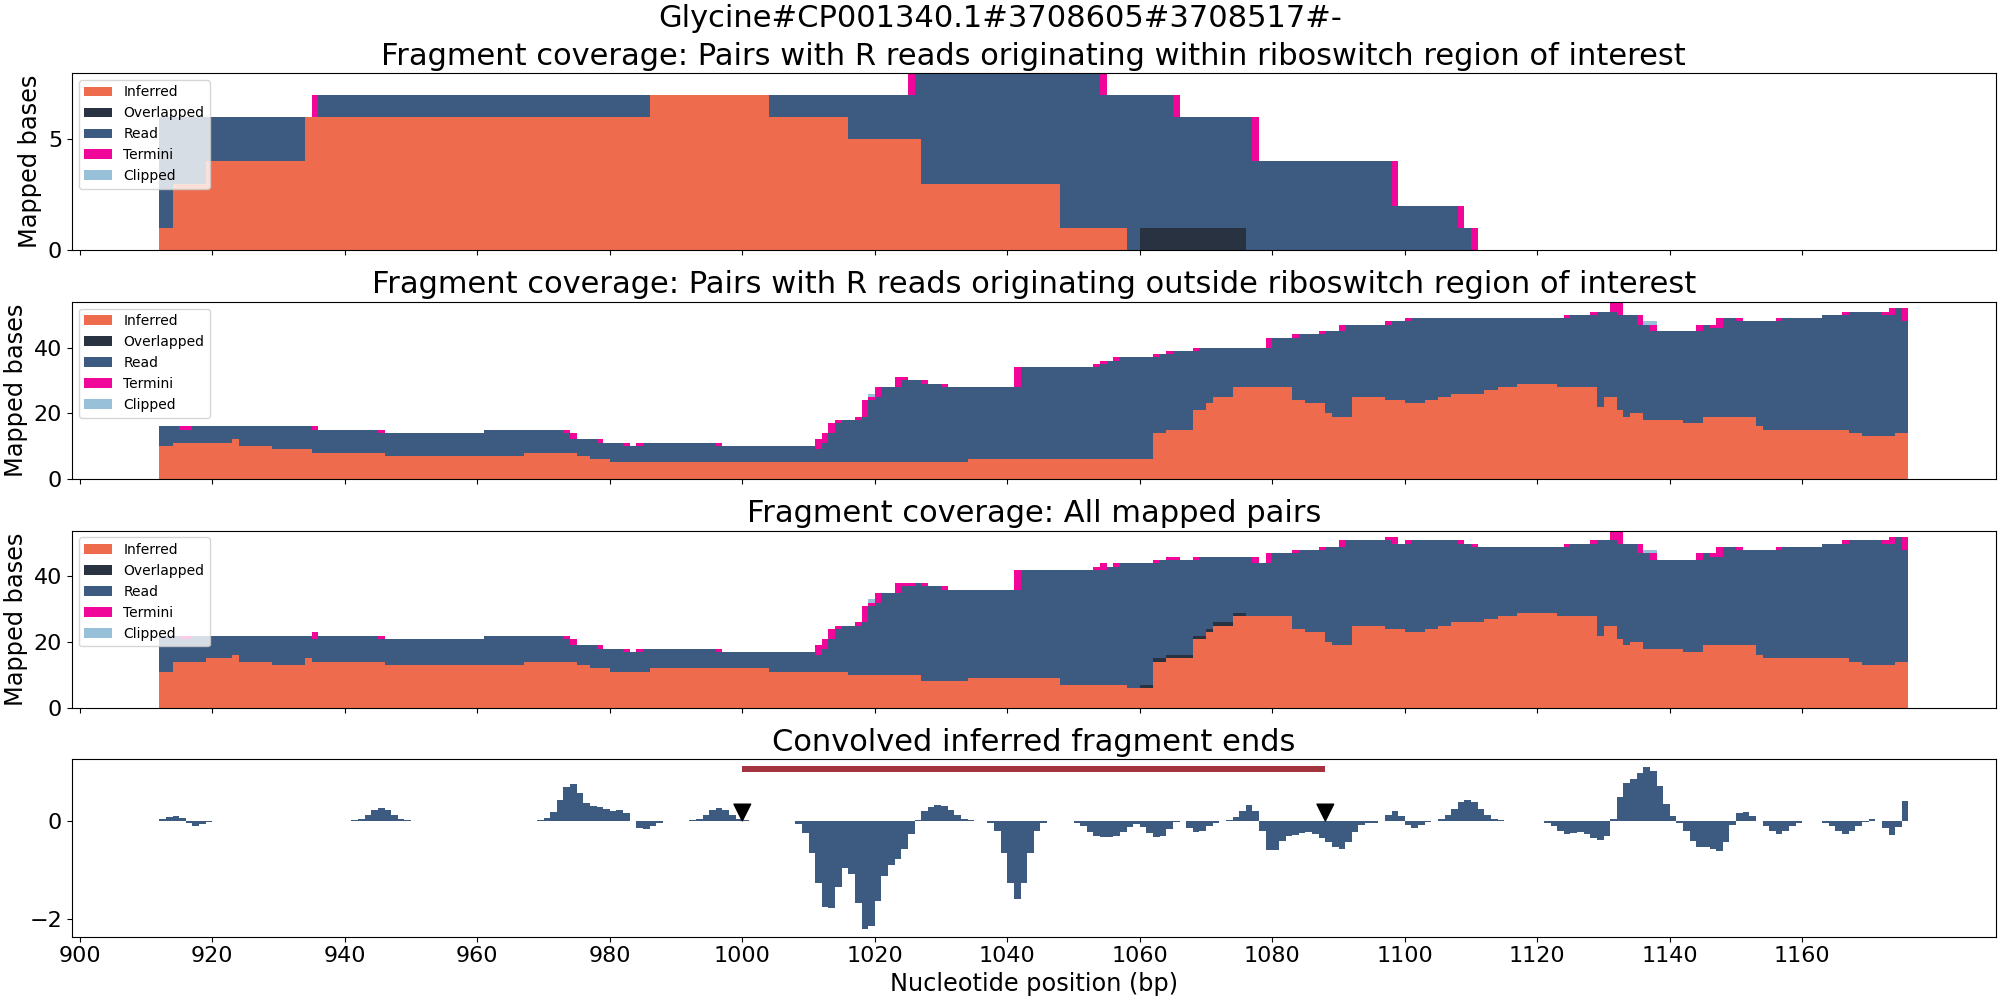 Glycine#CP001340.1#3708605#3708517#-
Fragment coverage: Pairs with R reads originating within riboswitch region of interest
Mapped bases
5
0
Inferred
Overlapped
Read
Termini
Clipped
Fragment coverage: Pairs with R reads originating outside riboswitch region of interest
Mapped bases
40
20
0
Inferred
Overlapped
Read
Termini
Clipped
Fragment coverage: All mapped pairs
Mapped bases
40
20
0
Inferred
Overlapped
Read
Termini
Clipped
Convolved inferred fragment ends
0
−2
900 920 940 960 980 1000 1020 1040 1060 1080 1100 1120 1140 1160
Nucleotide position (bp)